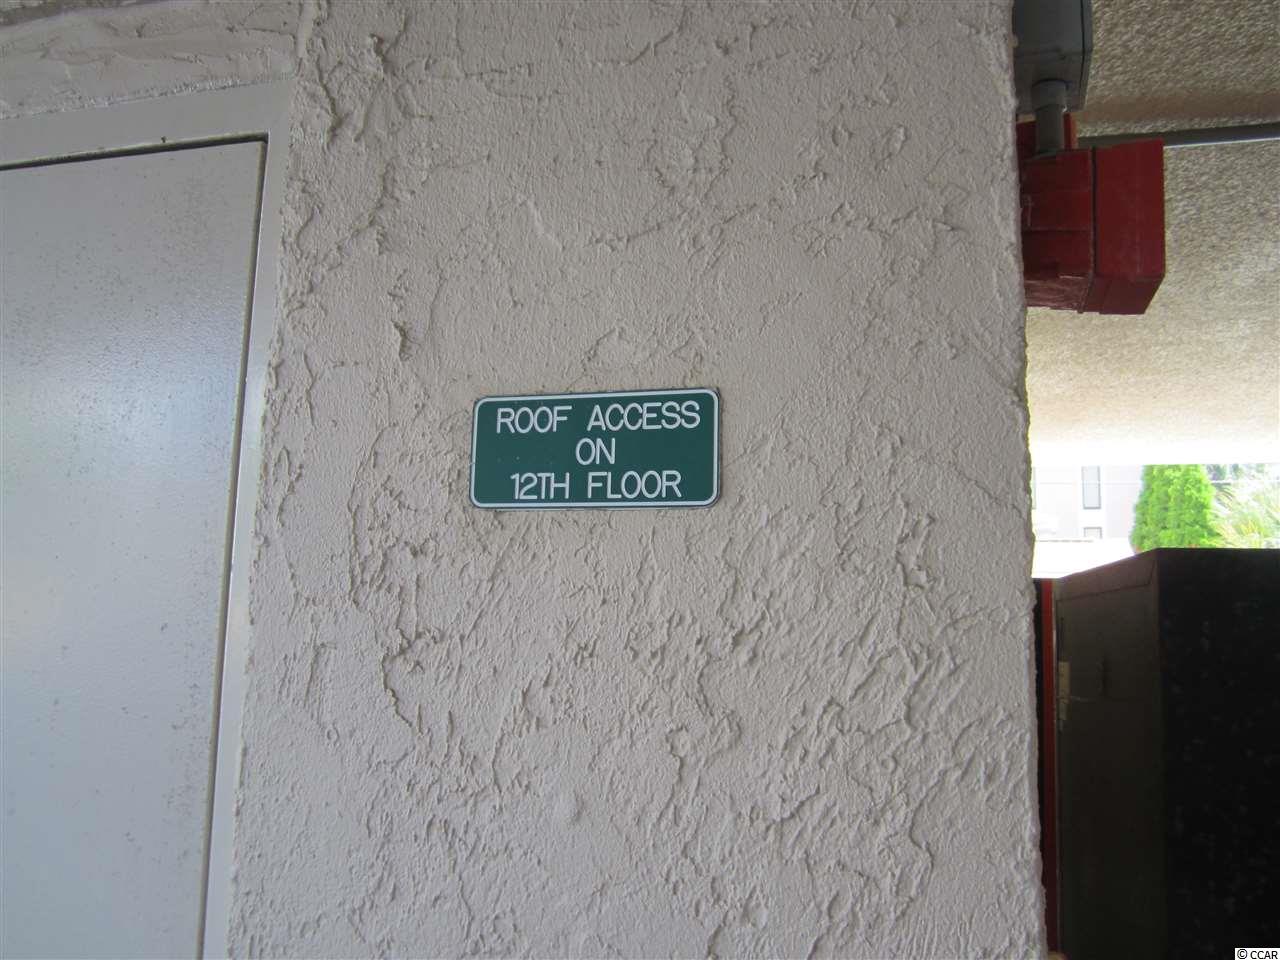 ROOF ACCESS
ON
12TH FLOOR
© CCAR